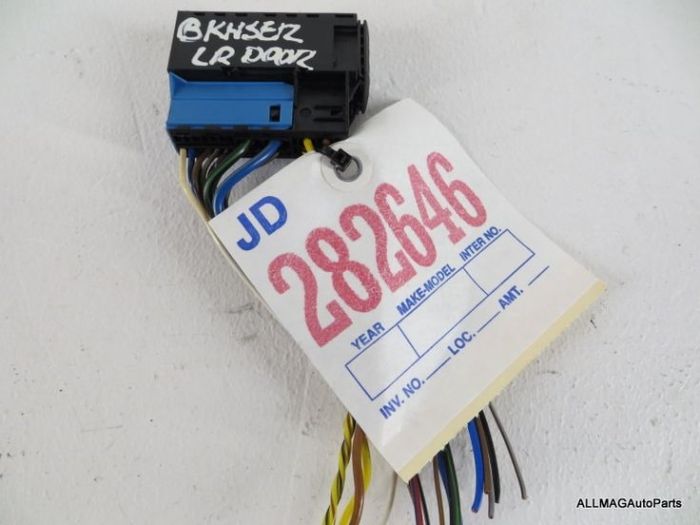 BKHSER
LR DOOR
JD
282646
YEAR MAKE-MODEL INTER NO.
INV. NO. LOC. AMT.
ALLMAGAutoParts